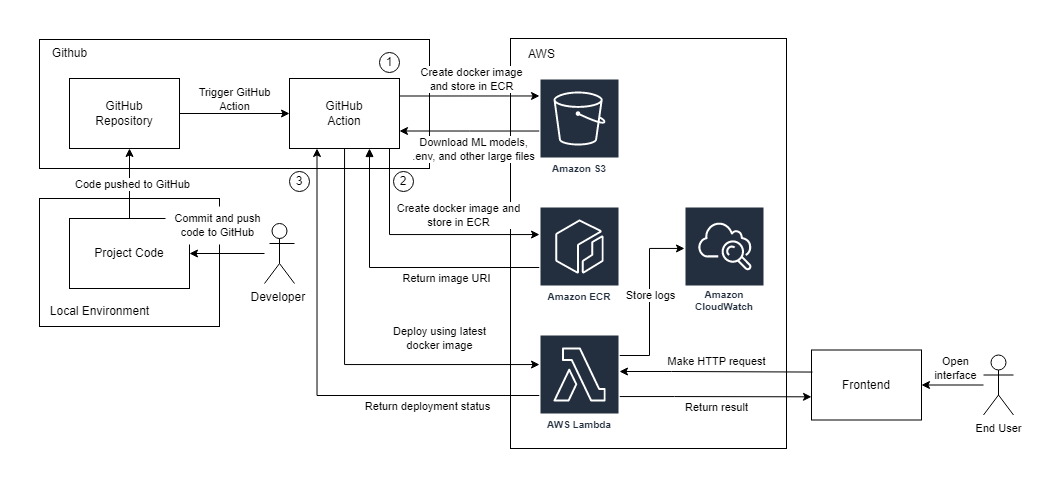 Github
AWS
1
GitHub
Repository
Trigger GitHub
Action
GitHub
Action
Create docker image
and store in ECR
Download ML models,
.env, and other large files
Amazon S3
3
2
Code pushed to GitHub
Commit and push
code to GitHub
Project Code
Developer
Local Environment
Create docker image and
store in ECR
Return image URI
Amazon ECR
Store logs
Amazon
CloudWatch
Deploy using latest
docker image
Return deployment status
AWS Lambda
Make HTTP request
Return result
Frontend
Open
interface
End User